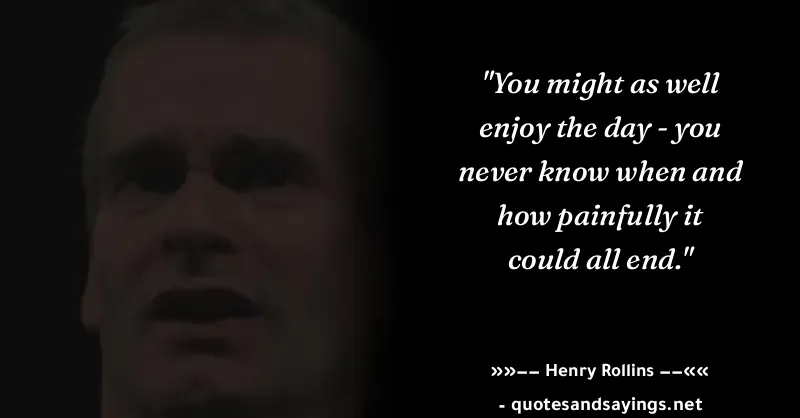 "You might as well
enjoy the day - you
never know when and
how painfully it
could all end."
»»—— Henry Rollins ——««
- quotesandsayings.net